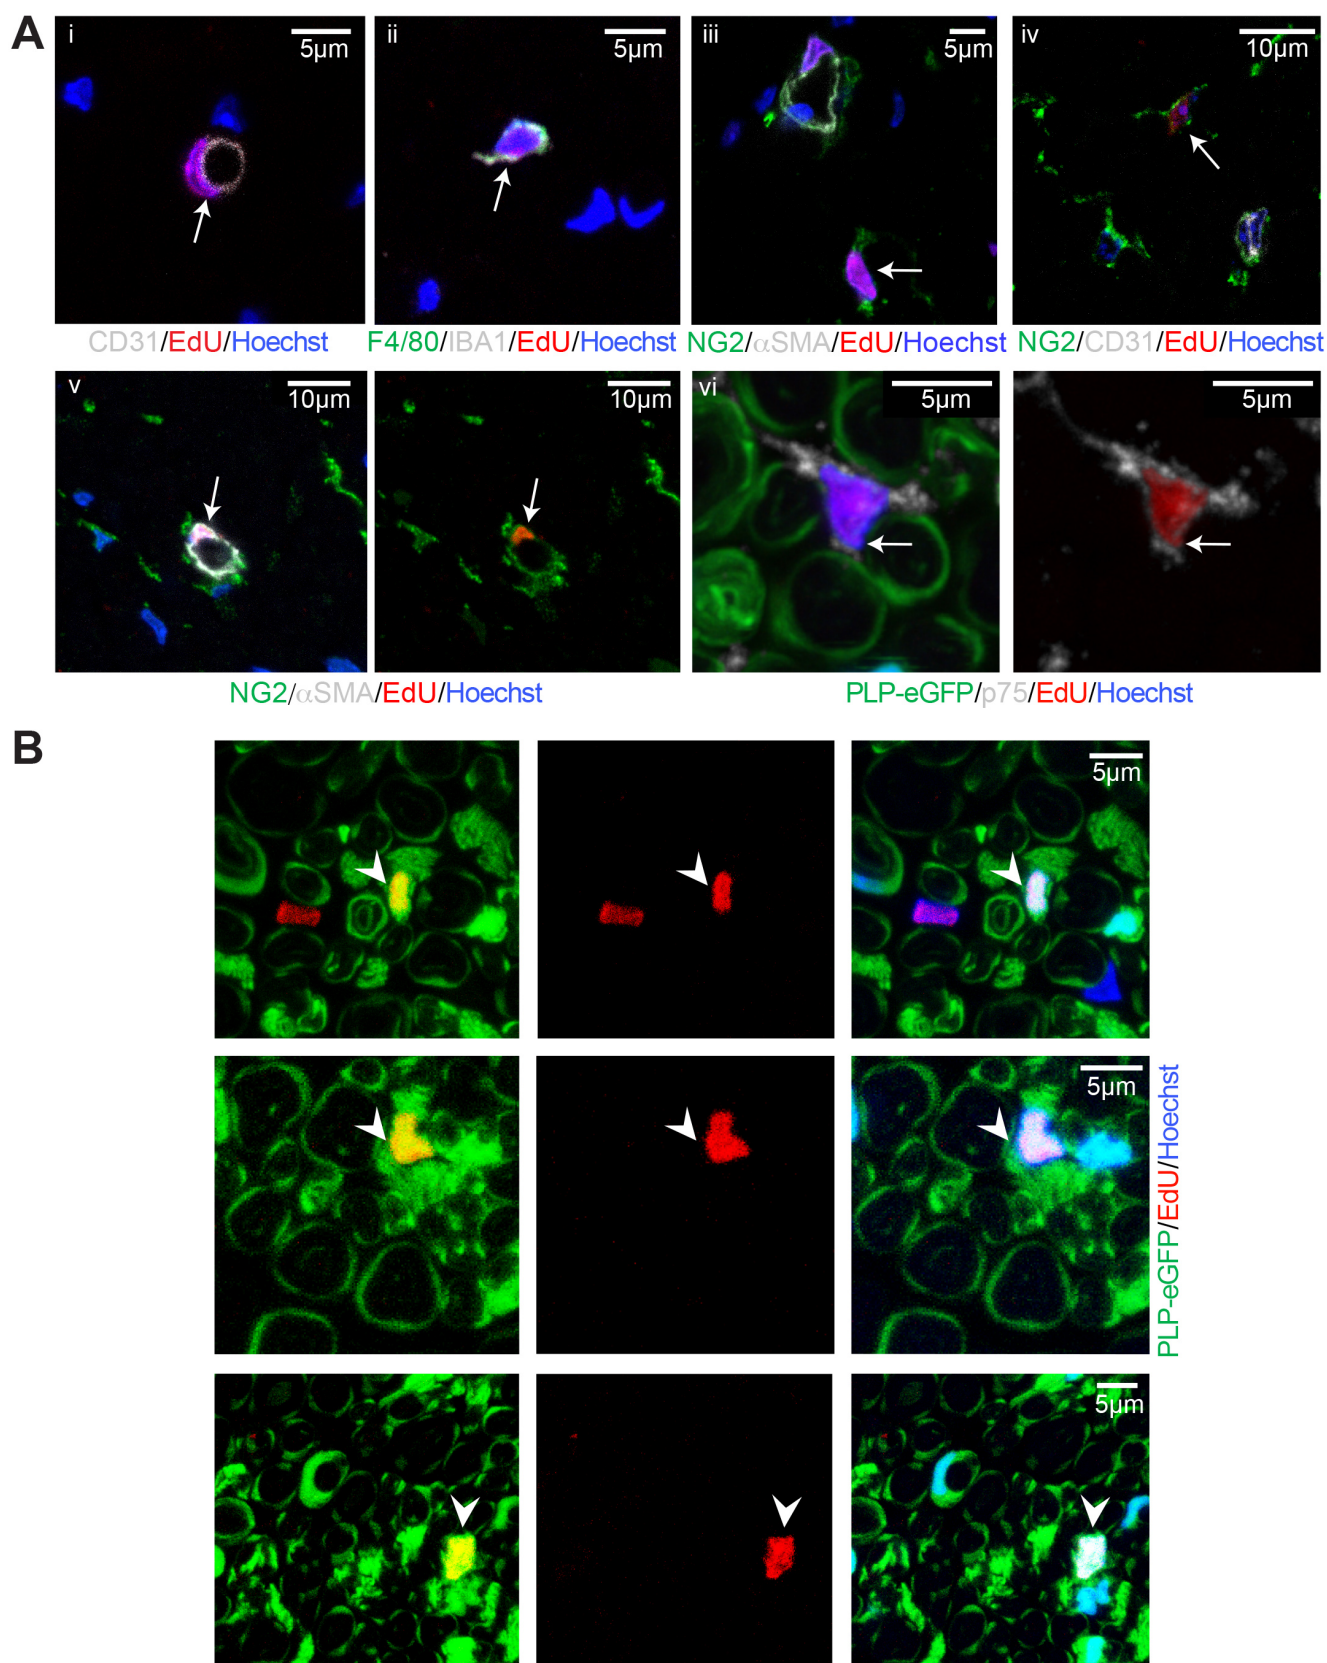 A
i
5µm
ii
5µm
iii
5µm
iv
10µm
CD31/EdU/Hoechst
F4/80/IBA1/EdU/Hoechst
NG2/αSMA/EdU/Hoechst
NG2/CD31/EdU/Hoechst
v
10µm
10µm
vi
5µm
5µm
NG2/αSMA/EdU/Hoechst
PLP-eGFP/p75/EdU/Hoechst
B
5µm
5µm
PLP-eGFP/EdU/Hoechst
5µm